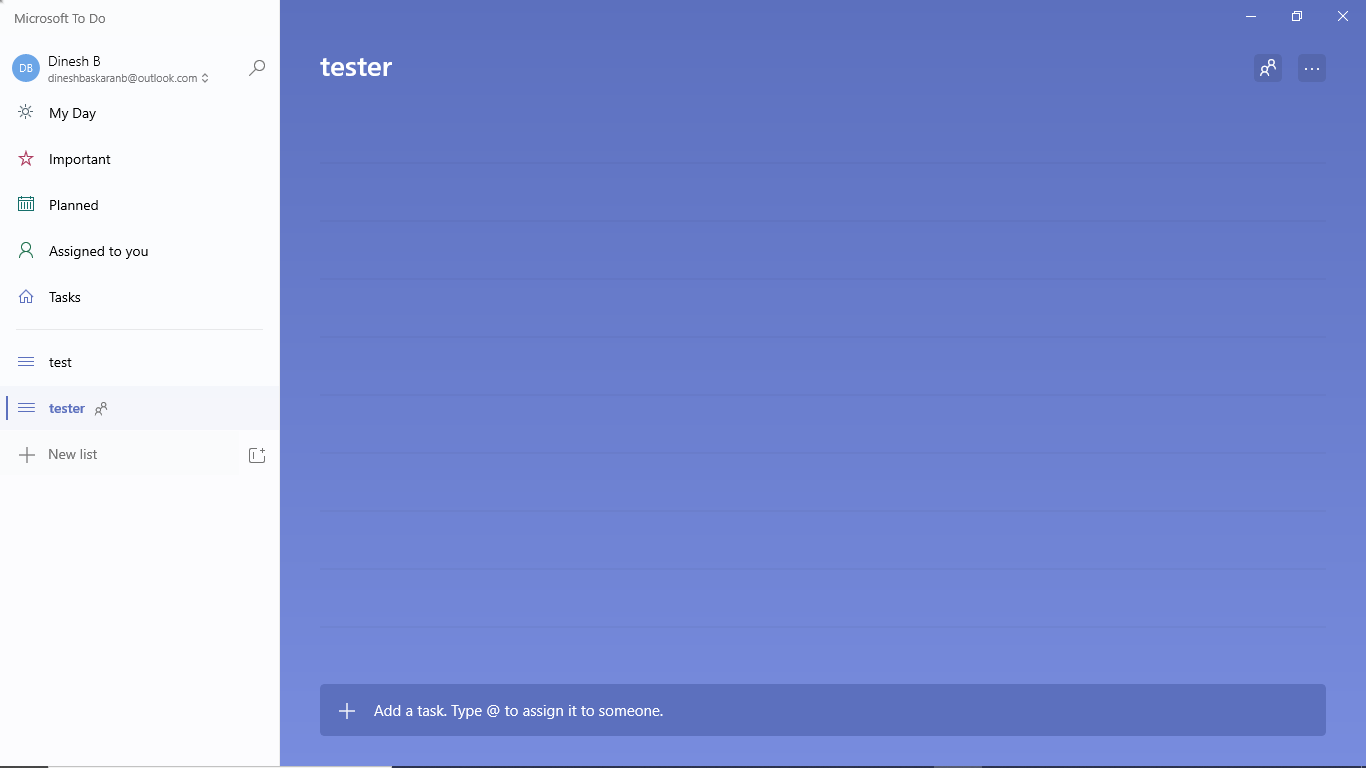 Microsoft To Do
DB
Dinesh B
dineshbaskaranb@outlook.com
My Day
Important
Planned
Assigned to you
Tasks
test
tester
New list
tester
Add a task. Type @ to assign it to someone.